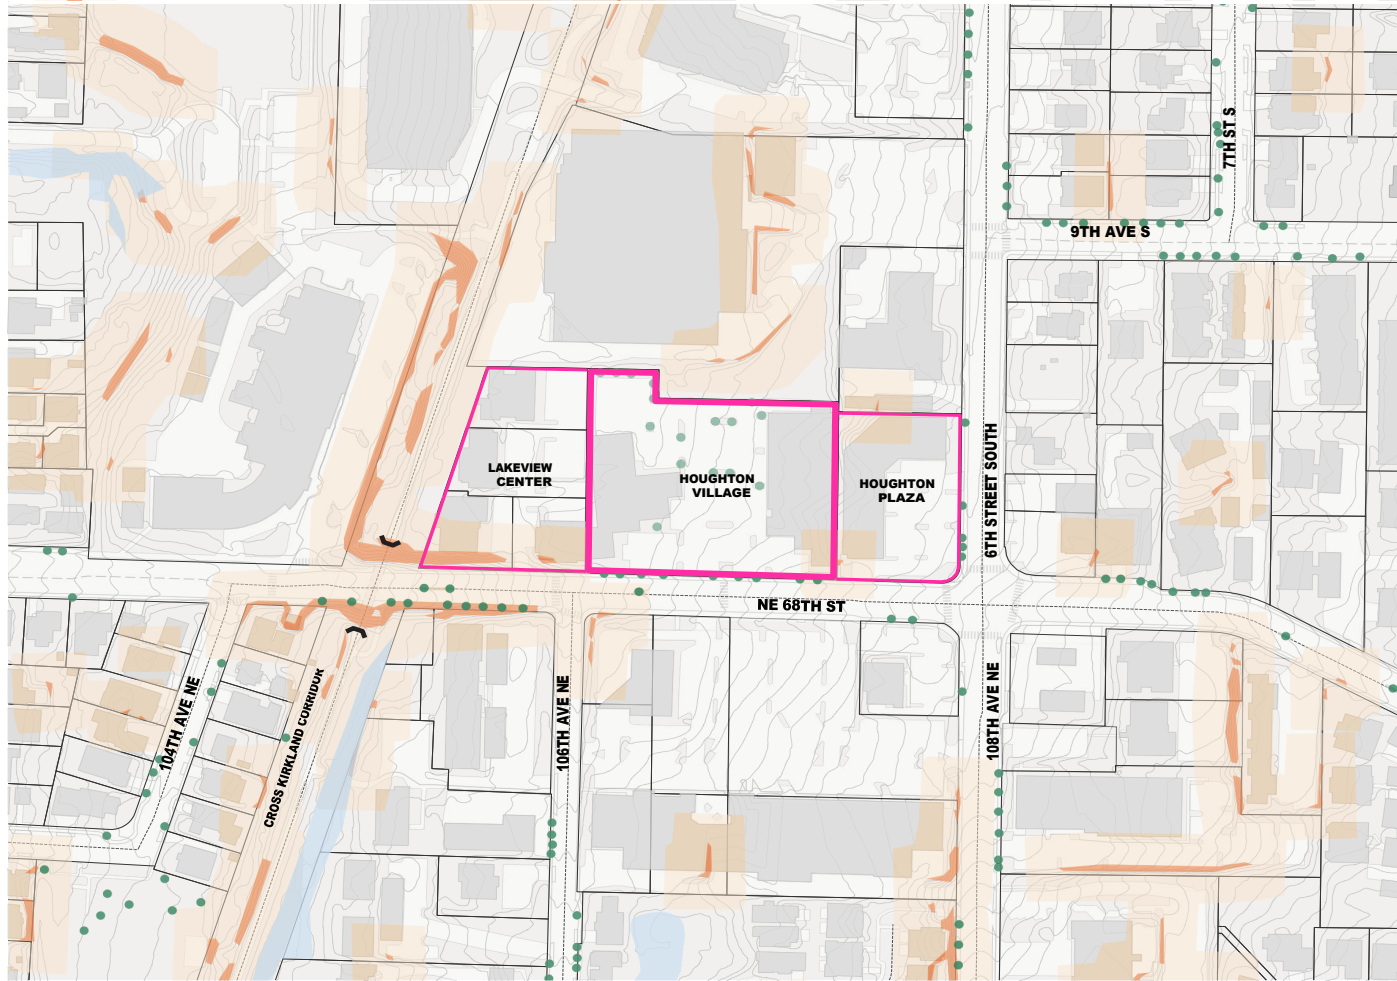 7TH ST S
9TH AVE S
LAKEVIEW
CENTER
HOUGHTON
VILLAGE
HOUGHTON
PLAZA
6TH STREET SOUTH
NE 68TH ST
104TH AVE NE
CROSS KIRKLAND CORRIDOR
106TH AVE NE
108TH AVE NE